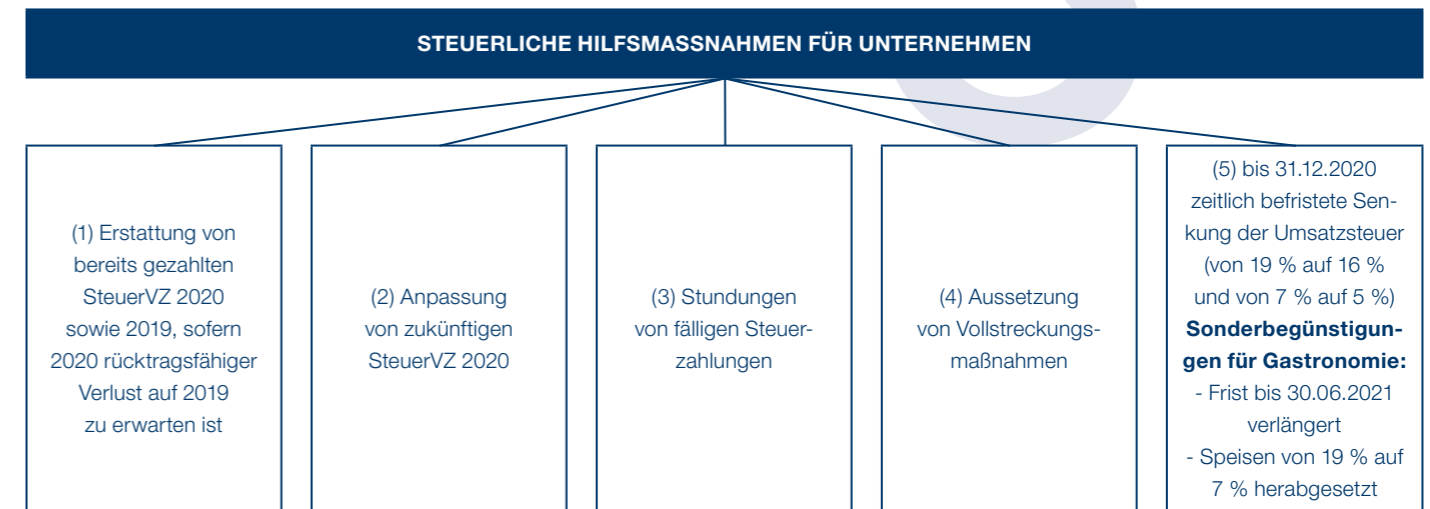 STEUERLICHE HILFSMASSNAHMEN FÜR UNTERNEHMEN
(1) Erstattung von
bereits gezahlten
SteuerVZ 2020
sowie 2019, sofern
2020 rücktragsfähiger
Verlust auf 2019
zu erwarten ist
(2) Anpassung
von zukünftigen
SteuerVZ 2020
(3) Stundungen
von fälligen Steuer-
zahlungen
(4) Aussetzung
von Vollstreckungs-
maßnahmen
(5) bis 31.12.2020
zeitlich befristete Sen-
kung der Umsatzsteuer
(von 19 % auf 16 %
und von 7 % auf 5 %)
Sonderbegünstigun-
gen für Gastronomie:
- Frist bis 30.06.2021
verlängert
- Speisen von 19 % auf
7 % herabgesetzt